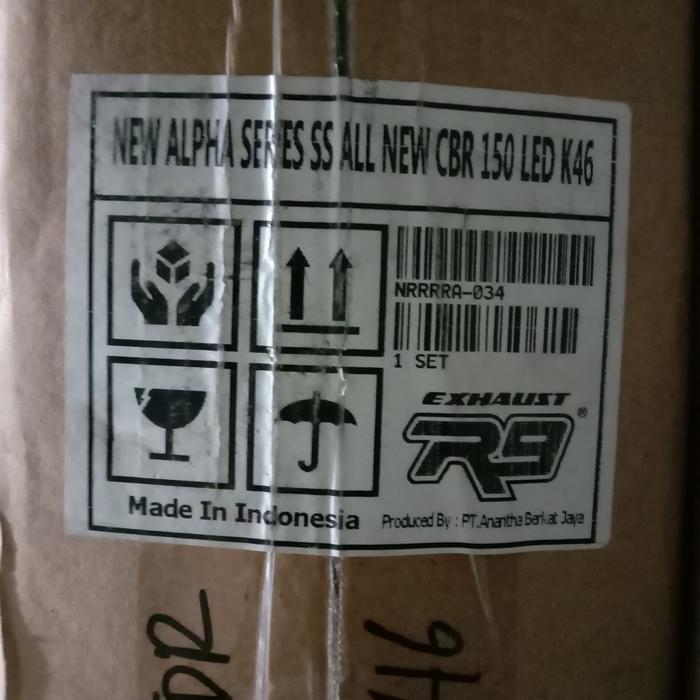 NEW ALPHA SERIES SS ALL NEW CBR 150 LED K46
NRRRRA-034
1 SET
EXHAUST
R9®
Made In Indonesia
Produced By : PT.Anantha Berkat Jaya